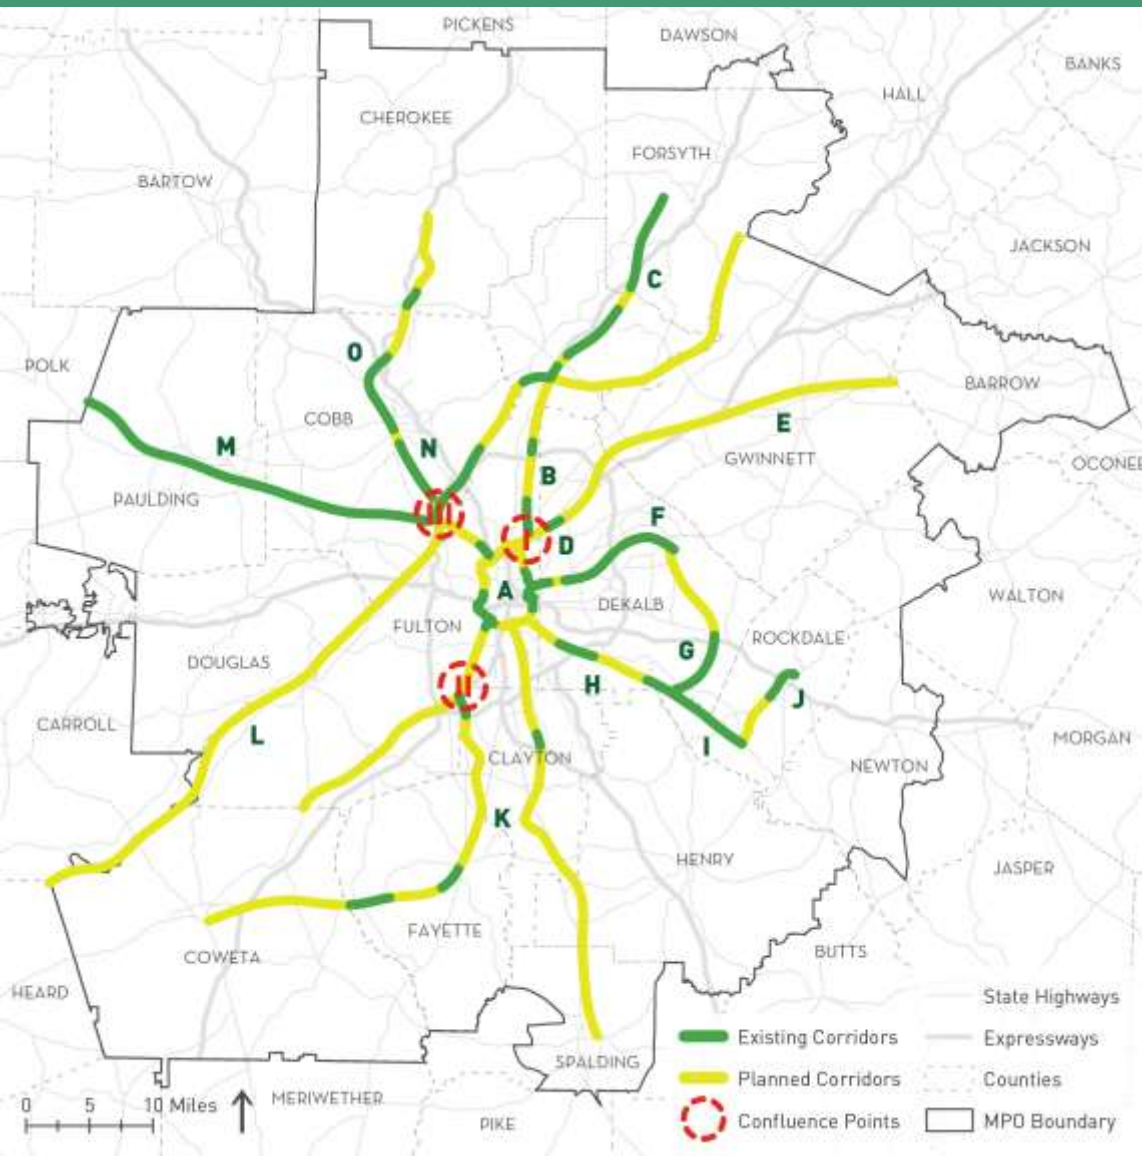 PICKENS
DAWSON
BANKS
HALL
CHEROKEE
FORSYTH
BARTOW
JACKSON
C
O
POLK
BARROW
COBB
M
N
E
GWINNETT
OCONEE
B
PAULDING
III
F
I
D
A
DEKALB
WALTON
FULTON
ROCKDALE
G
DOUGLAS
H
II
J
CARROLL
L
I
MORGAN
CLAYTON
NEWTON
K
HENRY
JASPER
FAYETTE
COWETA
BUTTS
HEARD
State Highways
Existing Corridors
Expressways
SPALDING
Planned Corridors
Counties
0 5 10 Miles
MERIWETHER
Confluence Points
MPO Boundary
PIKE